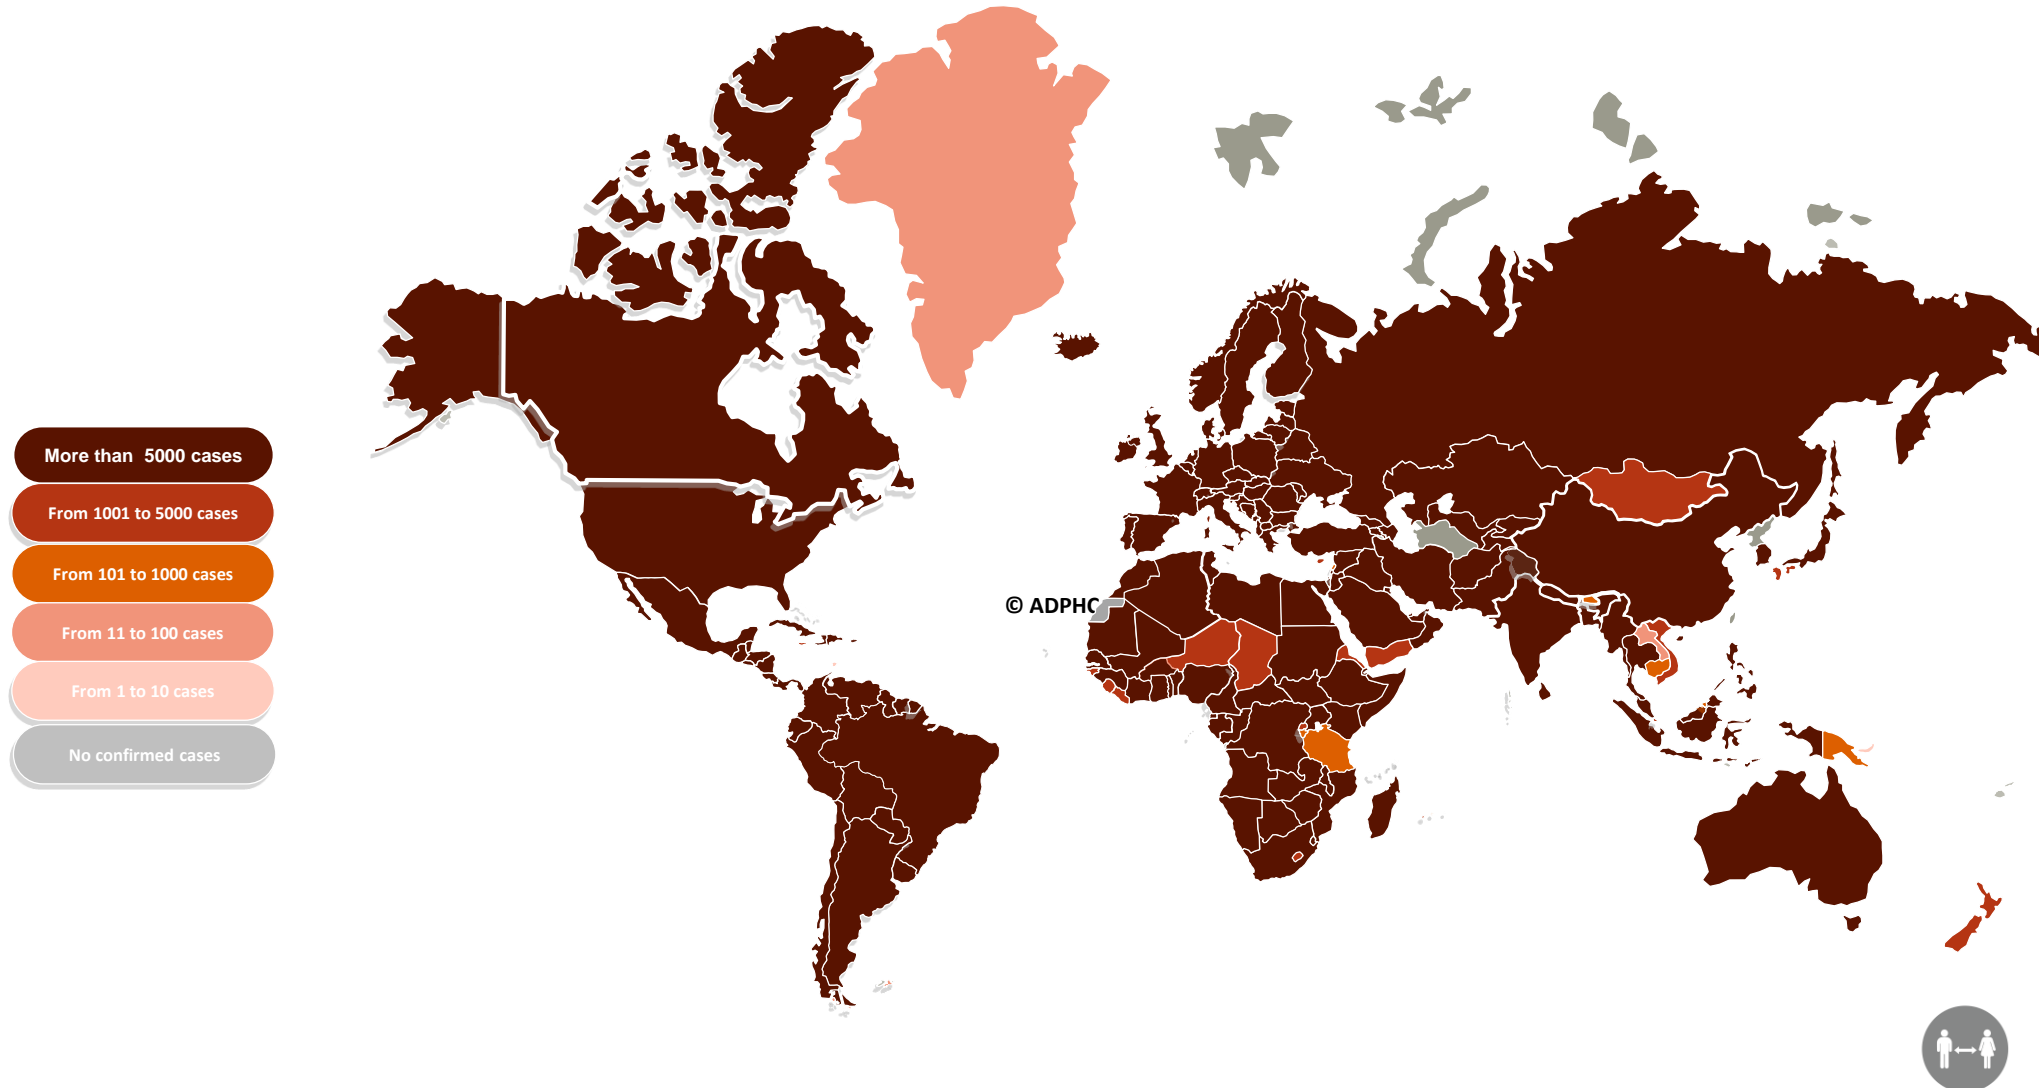 More than 5000 cases
From 1001 to 5000 cases
From 101 to 1000 cases
From 11 to 100 cases
From 1 to 10 cases
No confirmed cases
© ADPHC